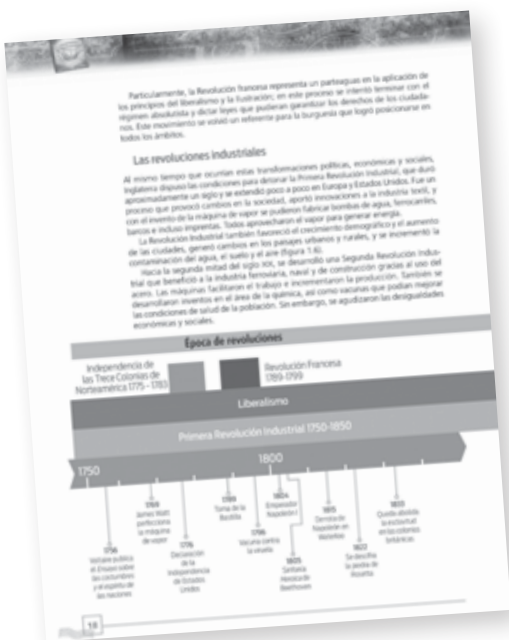 Particularmente, la Revolución francesa representa un parteaguas en la aplicación de
los principios del liberalismo y la Ilustración; en este proceso se intentó terminar con el
régimen absolutista y dictar leyes que pudieran garantizar los derechos de los ciudada-
nos. Este movimiento se volvió un referente para la burguesía que logró posicionarse en
todos los ámbitos.
Las revoluciones industriales
Al mismo tiempo que ocurrían estas transformaciones políticas, económicas y sociales,
Inglaterra dispuso las condiciones para detonar la Primera Revolución Industrial, que duró
aproximadamente un siglo y se extendió poco a poco en Europa y Estados Unidos. Fue un
proceso que provocó cambios en la sociedad, aportó innovaciones a la industria textil, y
con el invento de la máquina de vapor se pudieron fabricar bombas de agua, ferrocarriles,
barcos e incluso imprentas. Todos aprovecharon el vapor para generar energía.
La Revolución Industrial también favoreció el crecimiento demográfico y el aumento
de las ciudades, generó cambios en los paisajes urbanos y rurales, y se incrementó la
contaminación del agua, el suelo y el aire (figura 1.6).
Hacia la segunda mitad del siglo XIX, se desarrolló una Segunda Revolución Indus-
trial que benefició a la industria ferroviaria, naval y de construcción gracias al uso del
acero. Las máquinas facilitaron el trabajo e incrementaron la producción. También se
desarrollaron inventos en el área de la química, así como vacunas que podían mejorar
las condiciones de salud de la población. Sin embargo, se agudizaron las desigualdades
económicas y sociales.
Época de revoluciones
Independencia de
las Trece Colonias de
Norteamérica 1775 - 1783
Revolución Francesa
1789-1799
Liberalismo
Primera Revolución Industrial 1750-1850
1750
1800
1756
Voltaire publica
el Ensayo sobre
las costumbres
y el espíritu de
las naciones
1769
James Watt
perfecciona
la máquina
de vapor
1776
Declaración
de la
Independencia
de Estados
Unidos
1789
Toma de la
Bastilla
1796
Vacuna contra
la viruela
1804
Emperador
Napoleón I
1805
Sinfonía
Heroica de
Beethoven
1815
Derrota de
Napoleón en
Waterloo
1822
Se descifra
la piedra de
Rosetta
1833
Queda abolida
la esclavitud
en las colonias
británicas
18